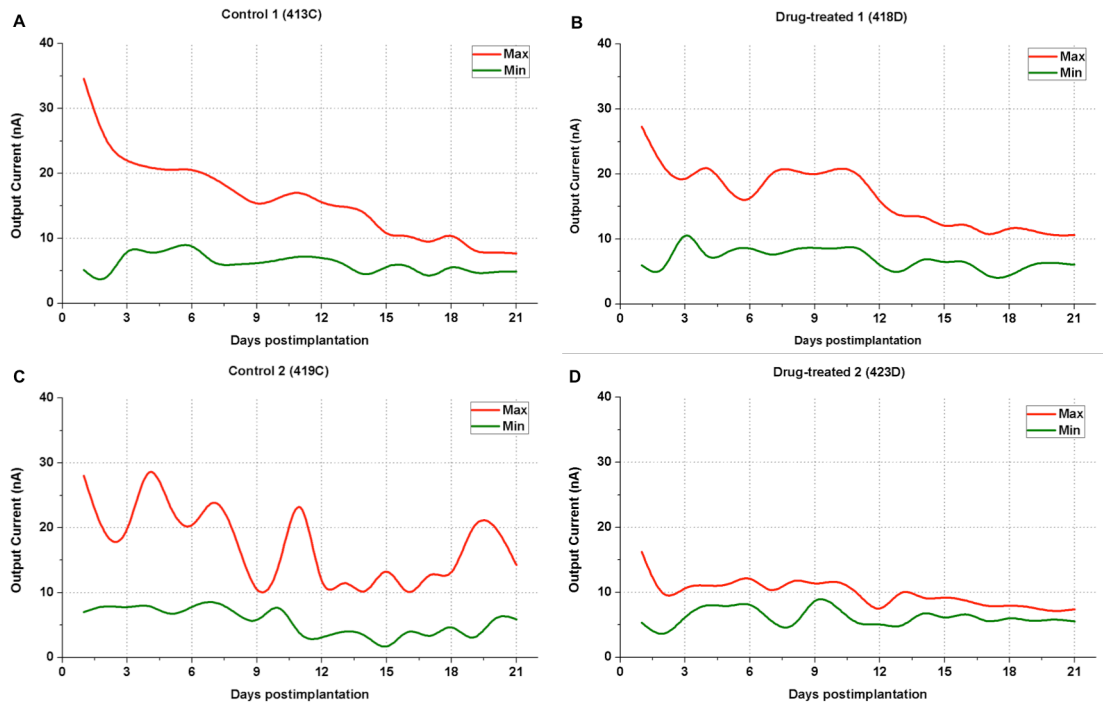 A
Control 1 (413C)
Output Current (nA)
40
30
20
10
0
Max
Min
0 3 6 9 12 15 18 21
Days postimplantation
B
Drug-treated 1 (418D)
Output Current (nA)
40
30
20
10
0
Max
Min
0 3 6 9 12 15 18 21
Days postimplantation
C
Control 2 (419C)
Output Current (nA)
40
30
20
10
0
Max
Min
0 3 6 9 12 15 18 21
Days postimplantation
D
Drug-treated 2 (423D)
Output Current (nA)
40
30
20
10
0
Max
Min
0 3 6 9 12 15 18 21
Days postimplantation